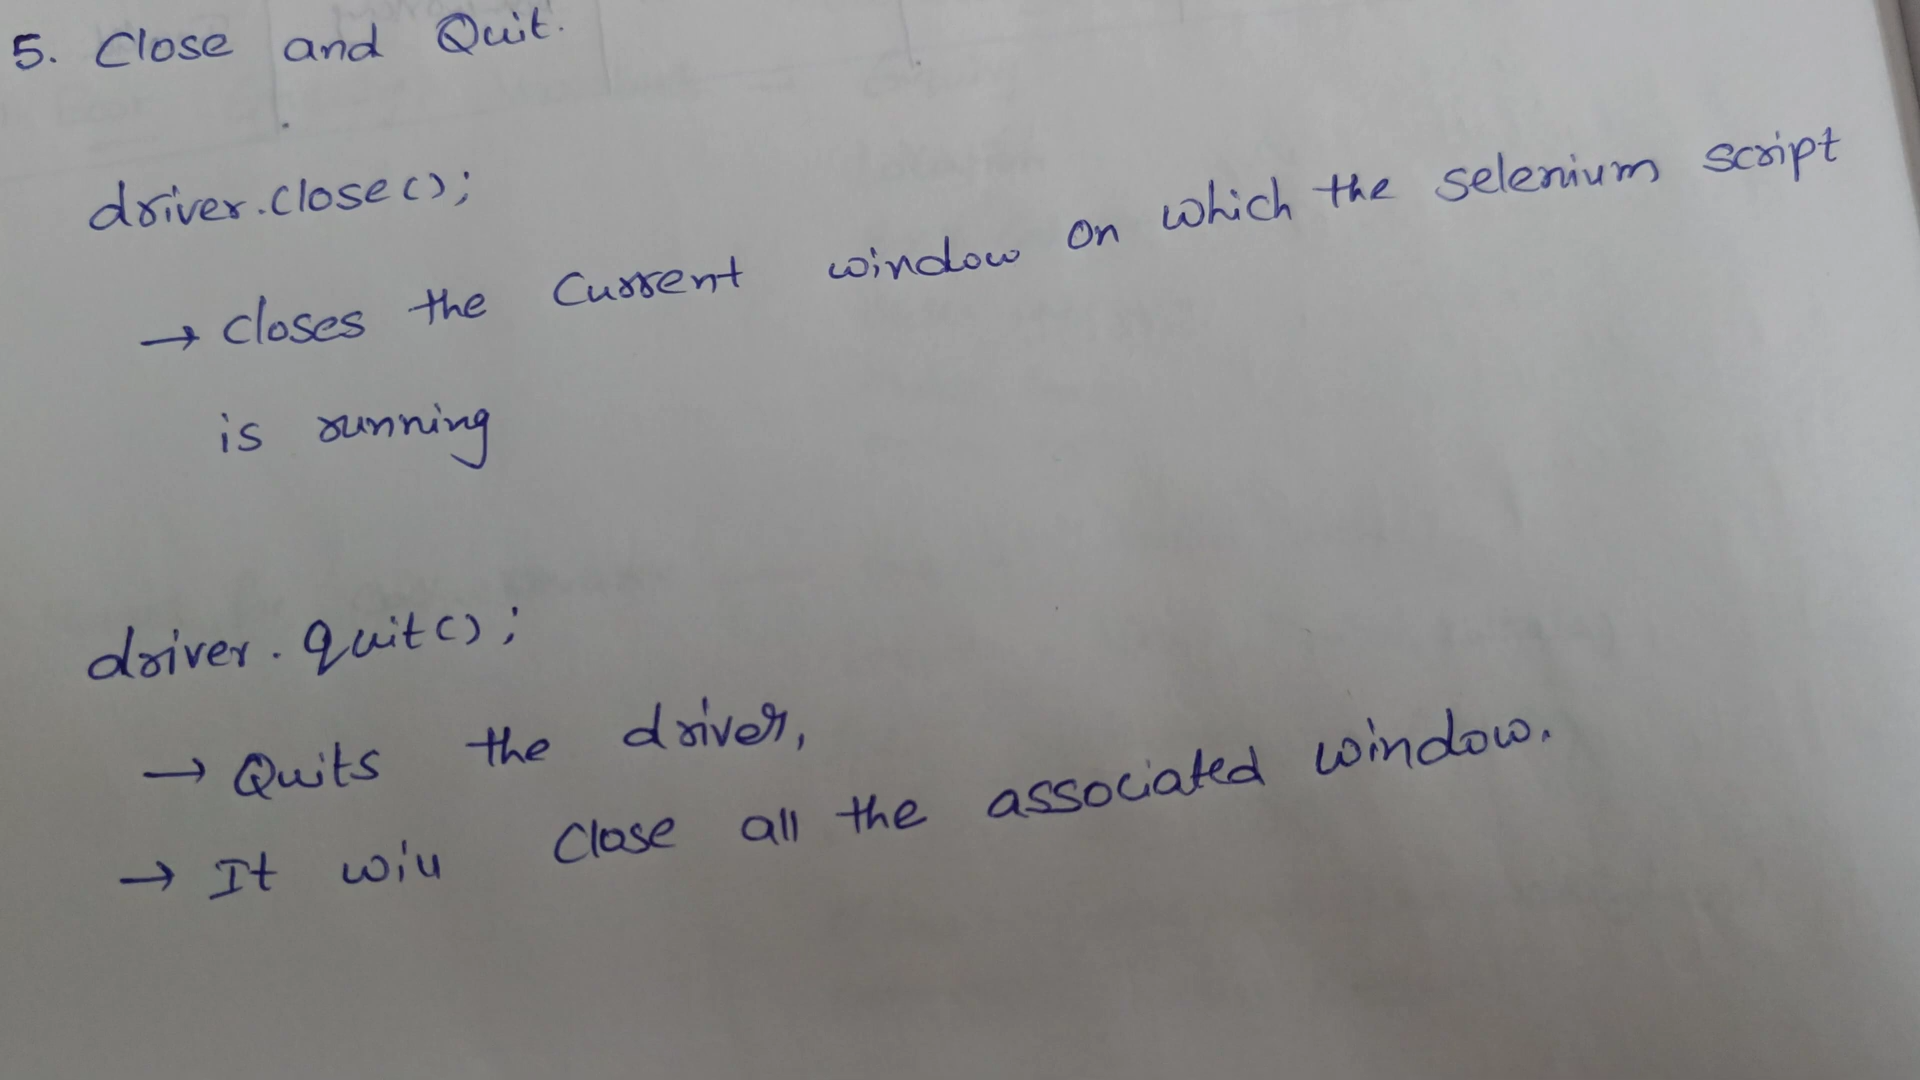 5. Close and Quit.
driver.close();
→ Closes the Current window on which the selenium script
is running
driver.quit();
→ Quits the driver,
→ It will Close all the associated window.